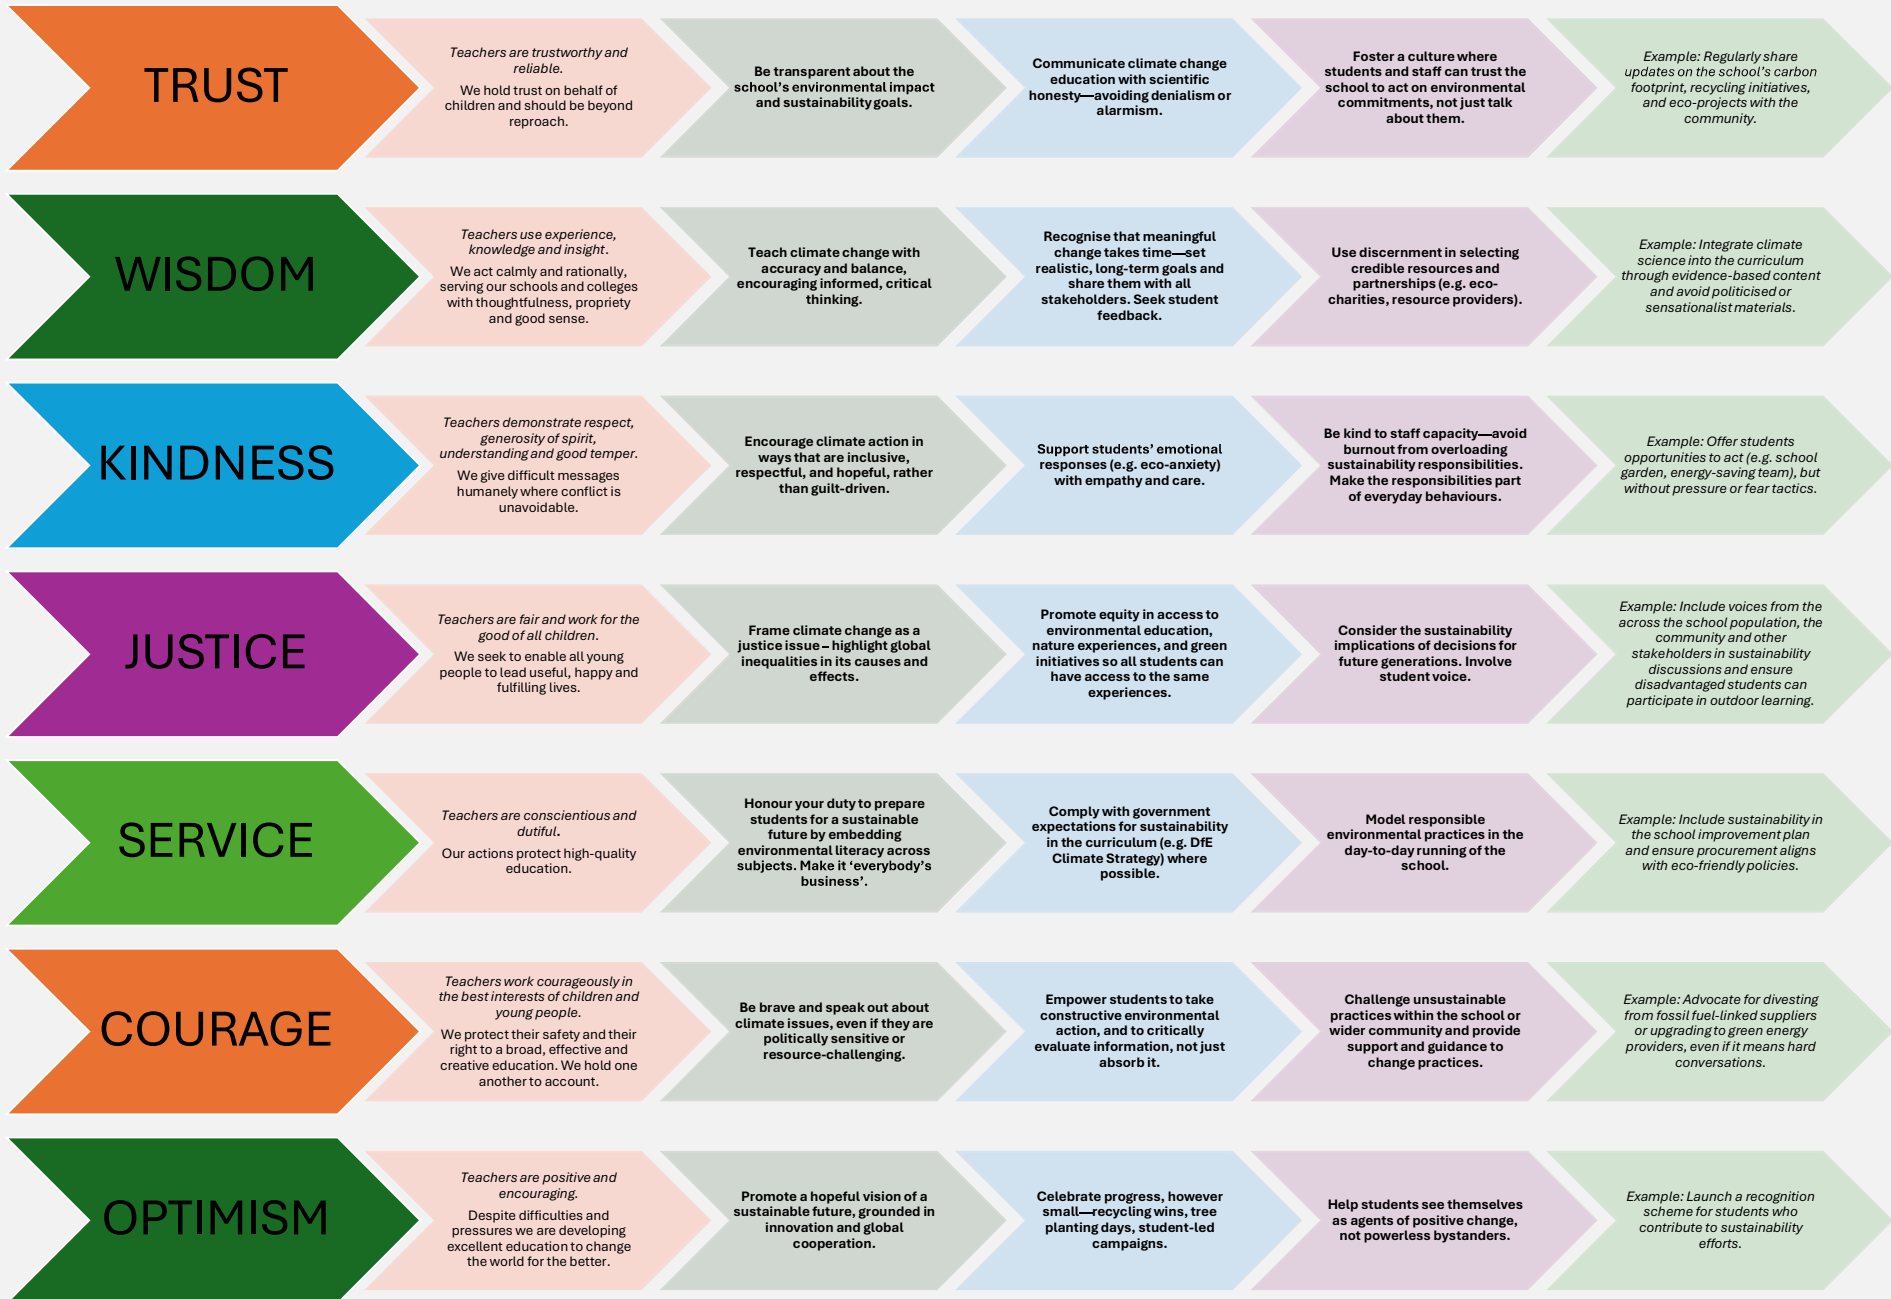 TRUST
Teachers are trustworthy and
reliable.
We hold trust on behalf of
children and should be beyond
reproach.
Be transparent about the
school's environmental impact
and sustainability goals.
Communicate climate change
education with scientific
honesty—avoiding denialism or
alarmism.
Foster a culture where
students and staff can trust the
school to act on environmental
commitments, not just talk
about them.
Example: Regularly share
updates on the school's carbon
footprint, recycling initiatives,
and eco-projects with the
community.
WISDOM
Teachers use experience,
knowledge and insight.
We act calmly and rationally,
serving our schools and colleges
with thoughtfulness, propriety
and good sense.
Teach climate change with
accuracy and balance,
encouraging informed, critical
thinking.
Recognise that meaningful
change takes time—set
realistic, long-term goals and
share them with all
stakeholders. Seek student
feedback.
Use discernment in selecting
credible resources and
partnerships (e.g. eco-
charities, resource providers).
Example: Integrate climate
science into the curriculum
through evidence-based content
and avoid politicised or
sensationalist materials.
KINDNESS
Teachers demonstrate respect,
generosity of spirit,
understanding and good temper.
We give difficult messages
humanely where conflict is
unavoidable.
Encourage climate action in
ways that are inclusive,
respectful, and hopeful, rather
than guilt-driven.
Support students' emotional
responses (e.g. eco-anxiety)
with empathy and care.
Be kind to staff capacity—avoid
burnout from overloading
sustainability responsibilities.
Make the responsibilities part
of everyday behaviours.
Example: Offer students
opportunities to act (e.g. school
garden, energy-saving team), but
without pressure or fear tactics.
JUSTICE
Teachers are fair and work for the
good of all children.
We seek to enable all young
people to lead useful, happy and
fulfilling lives.
Frame climate change as a
justice issue – highlight global
inequalities in its causes and
effects.
Promote equity in access to
environmental education,
nature experiences, and green
initiatives so all students can
have access to the same
experiences.
Consider the sustainability
implications of decisions for
future generations. Involve
student voice.
Example: Include voices from the
across the school population, the
community and other
stakeholders in sustainability
discussions and ensure
disadvantaged students can
participate in outdoor learning.
SERVICE
Teachers are conscientious and
dutiful.
Our actions protect high-quality
education.
Honour your duty to prepare
students for a sustainable
future by embedding
environmental literacy across
subjects. Make it 'everybody's
business'.
Comply with government
expectations for sustainability
in the curriculum (e.g. DfE
Climate Strategy) where
possible.
Model responsible
environmental practices in the
day-to-day running of the
school.
Example: Include sustainability in
the school improvement plan
and ensure procurement aligns
with eco-friendly policies.
COURAGE
Teachers work courageously in
the best interests of children and
young people.
We protect their safety and their
right to a broad, effective and
creative education. We hold one
another to account.
Be brave and speak out about
climate issues, even if they are
politically sensitive or
resource-challenging.
Empower students to take
constructive environmental
action, and to critically
evaluate information, not just
absorb it.
Challenge unsustainable
practices within the school or
wider community and provide
support and guidance to
change practices.
Example: Advocate for divesting
from fossil fuel-linked suppliers
or upgrading to green energy
providers, even if it means hard
conversations.
OPTIMISM
Teachers are positive and
encouraging.
Despite difficulties and
pressures we are developing
excellent education to change
the world for the better.
Promote a hopeful vision of a
sustainable future, grounded in
innovation and global
cooperation.
Celebrate progress, however
small—recycling wins, tree
planting days, student-led
campaigns.
Help students see themselves
as agents of positive change,
not powerless bystanders.
Example: Launch a recognition
scheme for students who
contribute to sustainability
efforts.